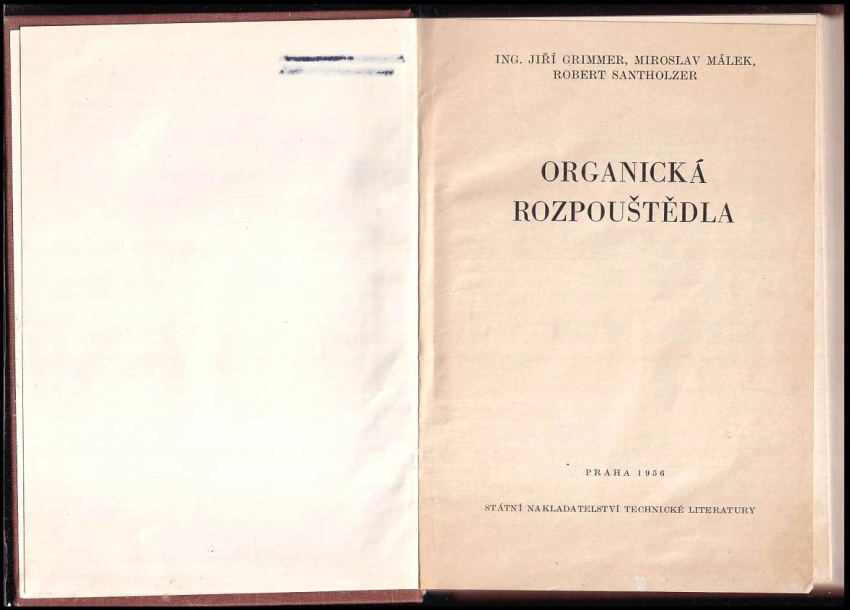 ING. JIŘÍ GRIMMER, MIROSLAV MÁLEK,
ROBERT SANTHOLZER
ORGANICKÁ
ROZPOUŠTĚDLA
PRAHA 1956
STÁTNÍ NAKLADATELSTVÍ TECHNICKÉ LITERATURY